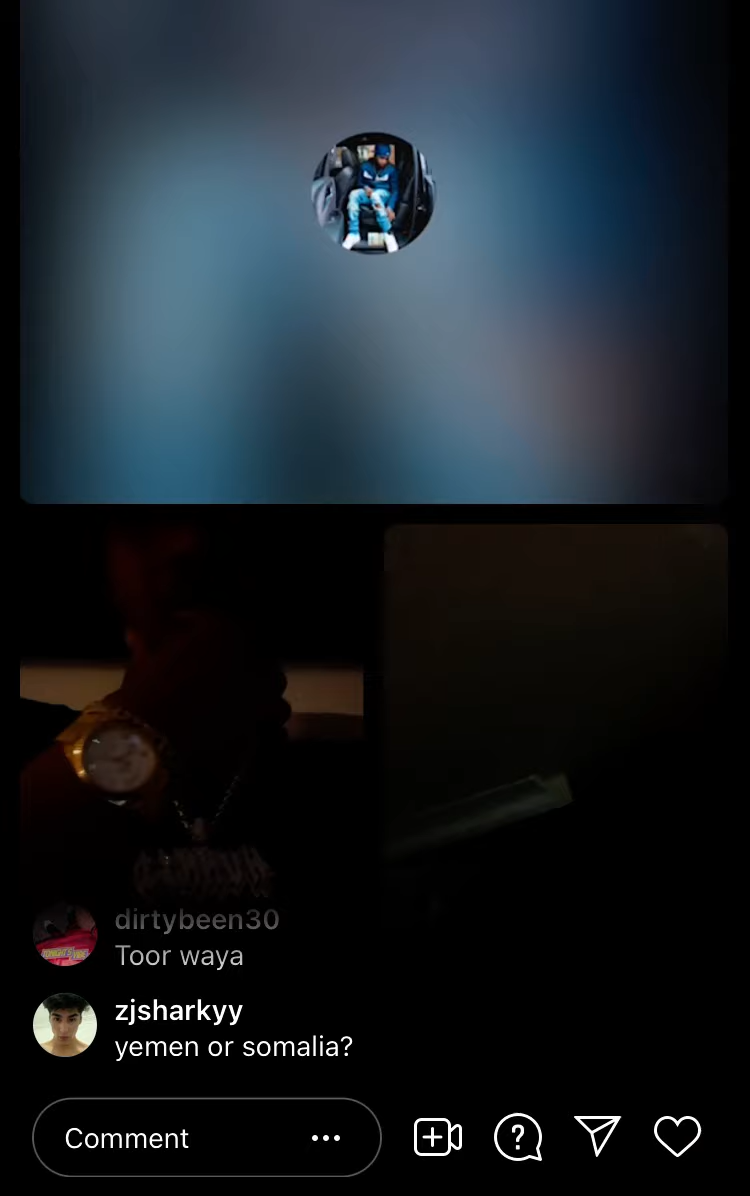 dirtybeen30
Toor waya
zjsharkyy
yemen or somalia?
Comment